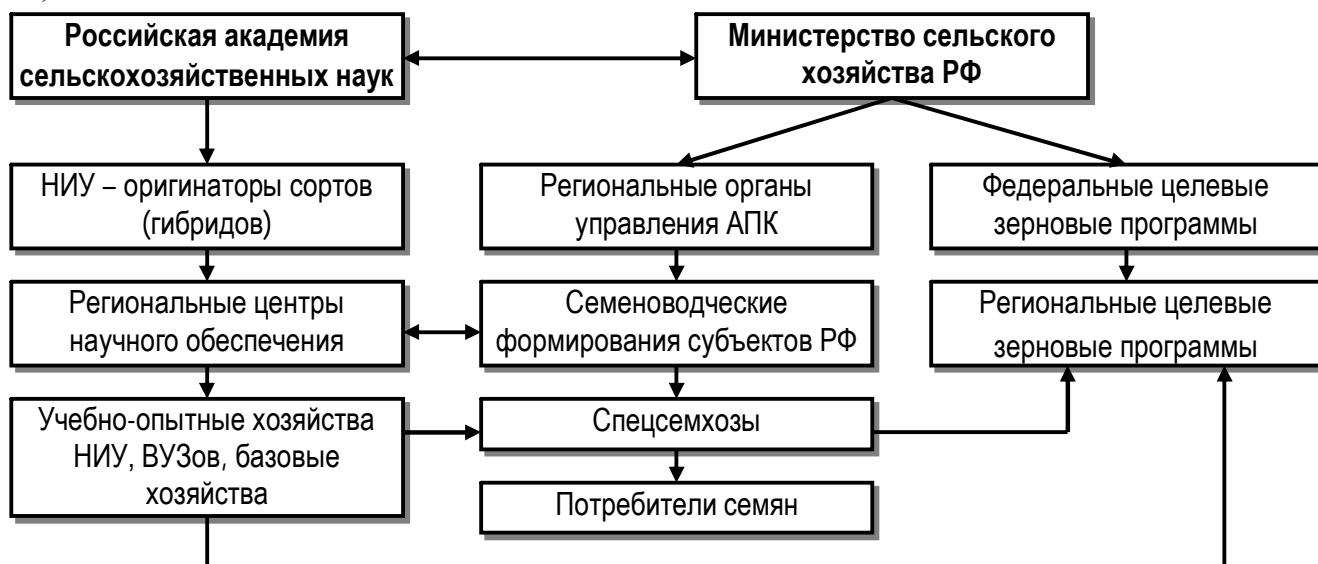 Российская академия
сельскохозяйственных наук
Министерство сельского
хозяйства РФ
НИУ – оригинаторы сортов
(гибридов)
Региональные органы
управления АПК
Федеральные целевые
зерновые программы
Региональные центры
научного обеспечения
Семеноводческие
формирования субъектов РФ
Региональные целевые
зерновые программы
Учебно-опытные хозяйства
НИУ, ВУЗов, базовые
хозяйства
Спецсемхозы
Потребители семян